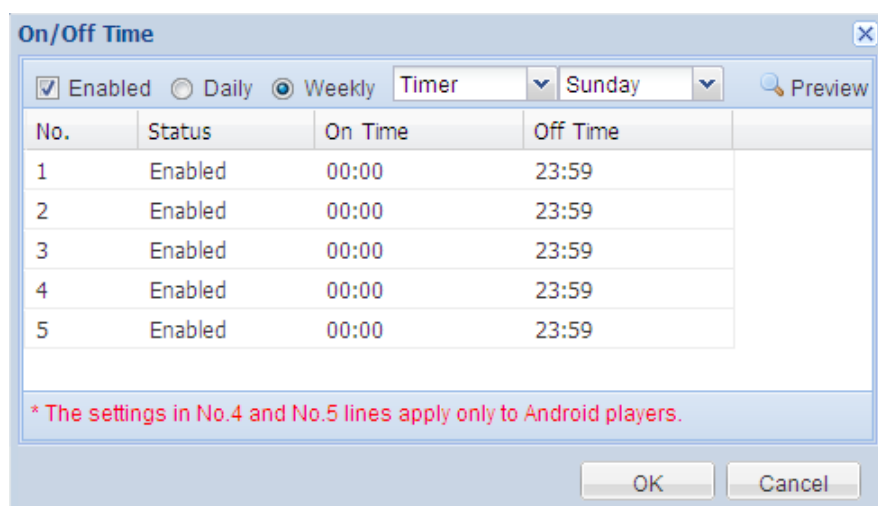 On/Off Time
Enabled Daily Weekly Timer Sunday Preview
No. Status On Time Off Time
1 Enabled 00:00 23:59
2 Enabled 00:00 23:59
3 Enabled 00:00 23:59
4 Enabled 00:00 23:59
5 Enabled 00:00 23:59
* The settings in No.4 and No.5 lines apply only to Android players.
OK Cancel